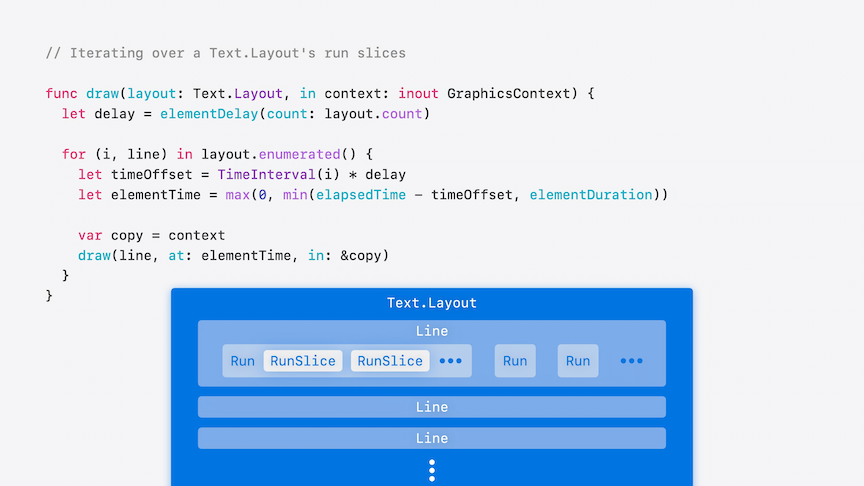 // Iterating over a Text.Layout's run slices
func draw(layout: Text.Layout, in context: inout GraphicsContext) {
let delay = elementDelay(count: layout.count)
for (i, line) in layout.enumerated() {
let timeOffset = TimeInterval(i) * delay
let elementTime = max(0, min(elapsedTime - timeOffset, elementDuration))
var copy = context
draw(line, at: elementTime, in: &copy)
}
}
Text.Layout
Line
Run RunSlice RunSlice ••• Run Run •••
Line
Line